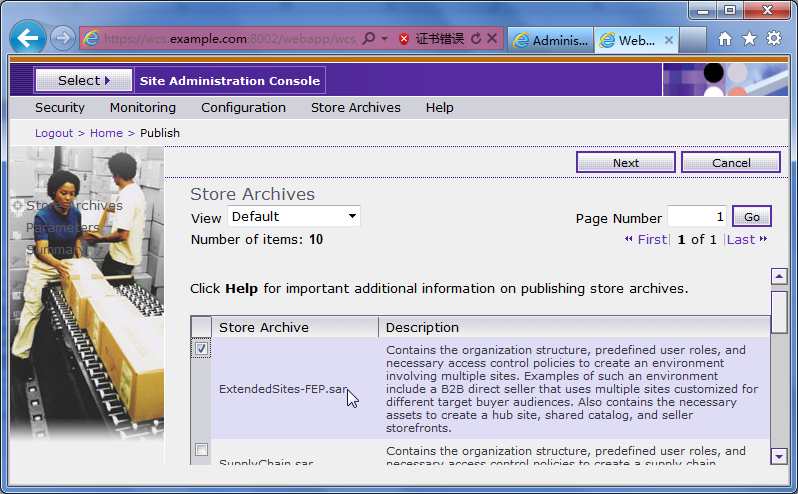 https://wcs.example.com:8002/webapp/wcs
证书错误
Adminis...
Web...
Select
Site Administration Console
Security Monitoring Configuration Store Archives Help
Logout > Home > Publish
Next Cancel
Store Archives
Parameters
Summary
Store Archives
View Default
Page Number 1 Go
Number of items: 10
First| 1 of 1 |Last
Click Help for important additional information on publishing store archives.
Store Archive Description
ExtendedSites-FEP.sar
Contains the organization structure, predefined user roles, and
necessary access control policies to create an environment
involving multiple sites. Examples of such an environment
include a B2B direct seller that uses multiple sites customized for
different target buyer audiences. Also contains the necessary
assets to create a hub site, shared catalog, and seller
storefronts.
SupplyChain.sar
Contains the organization structure, predefined user roles, and
necessary access control policies to create a supply chain